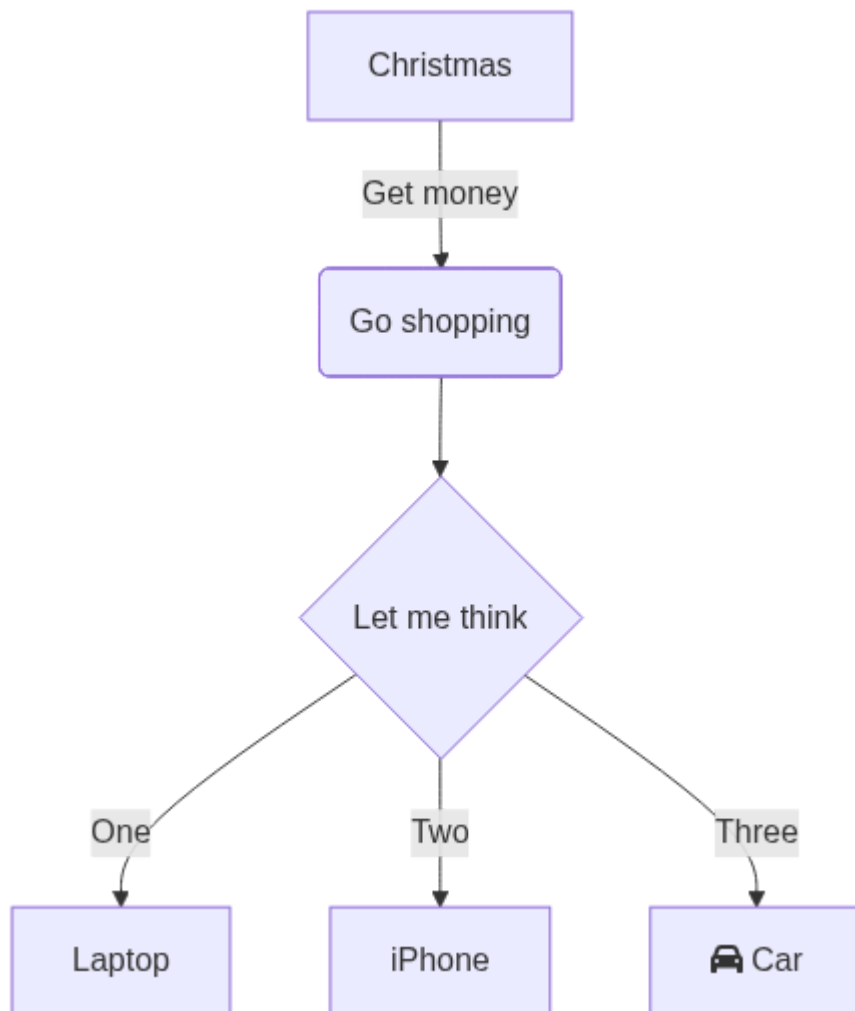 Christmas
Get money
Go shopping
Let me think
One
Two
Three
Laptop
iPhone
Car